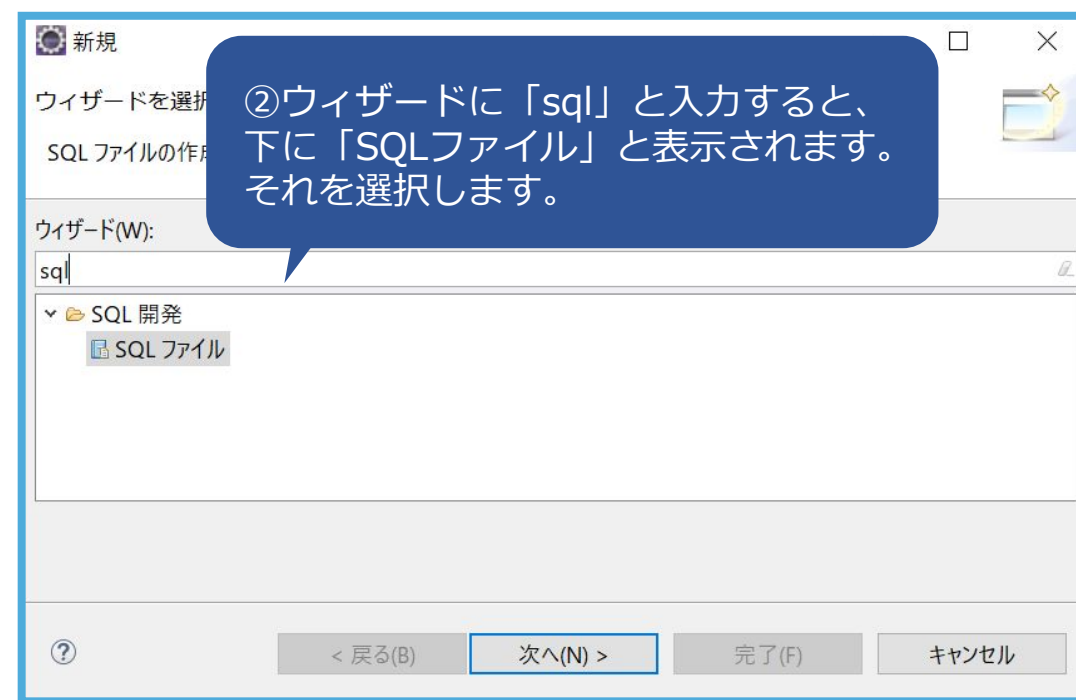 新規
ウィザードを選択
SQL ファイルの作成
②ウィザードに「sql」と入力すると、
下に「SQLファイル」と表示されます。
それを選択します。
ウィザード(W):
sql
SQL 開発
SQL ファイル
< 戻る(B) 次へ(N) > 完了(F) キャンセル